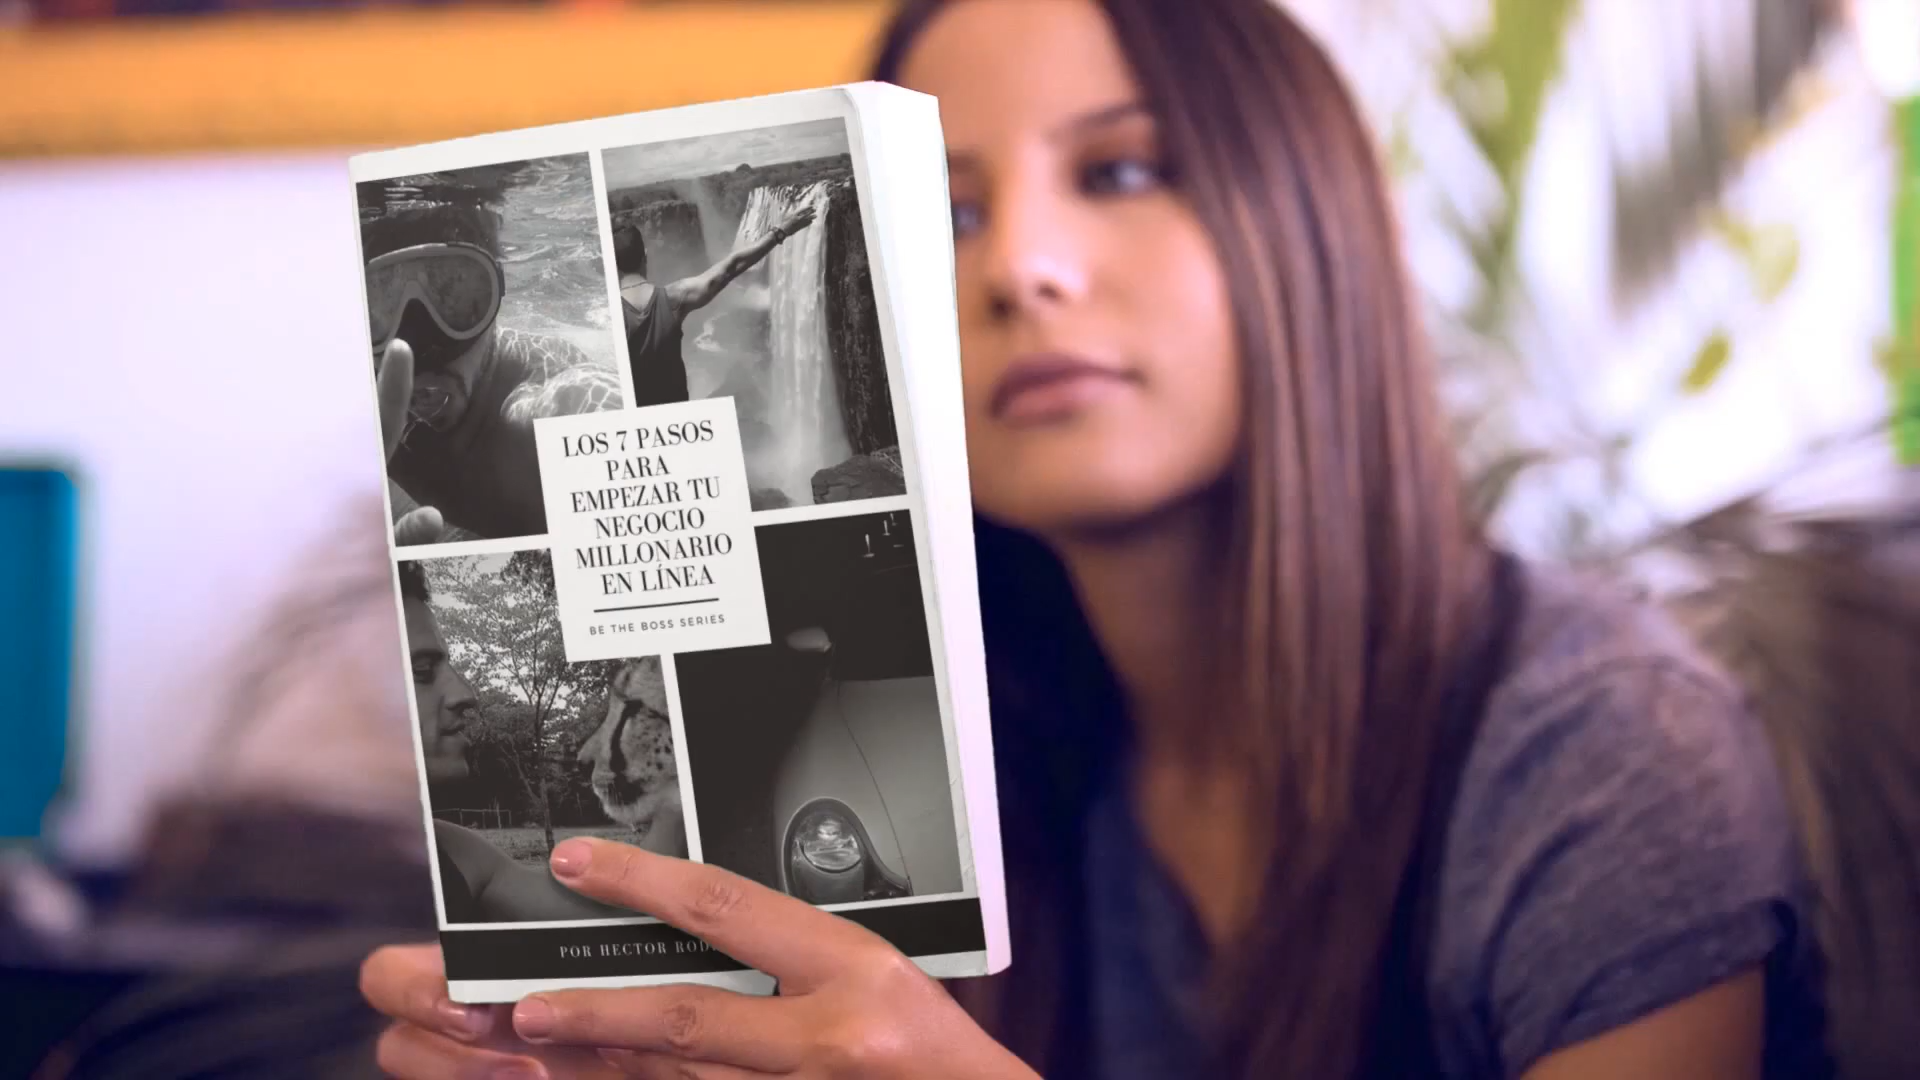 LOS 7 PASOS
PARA
EMPEZAR TU
NEGOCIO
MILLONARIO
EN LÍNEA
BE THE BOSS SERIES
POR HECTOR